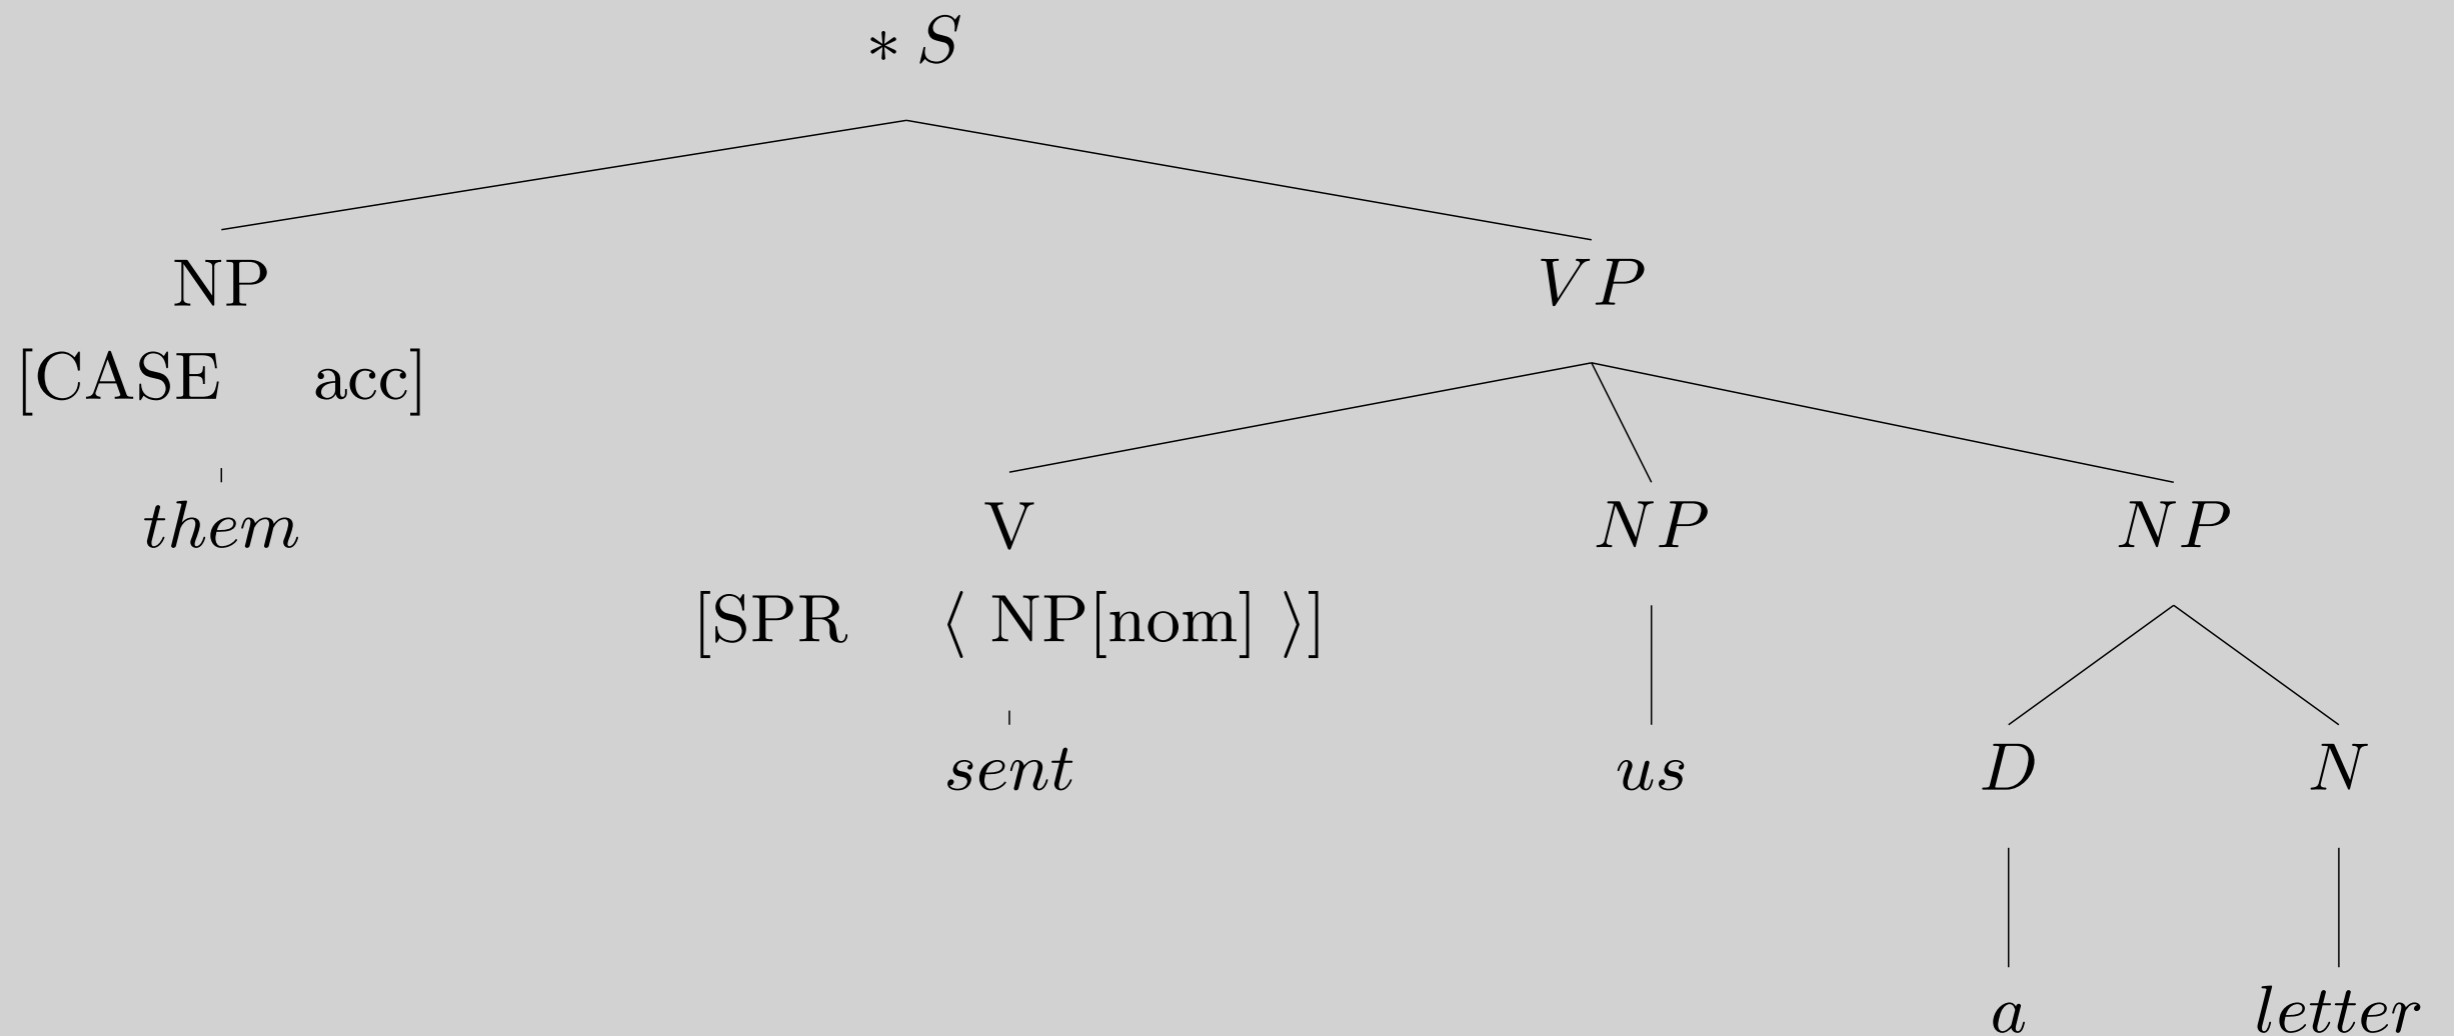 * S
NP VP
[CASE acc]
them V NP NP
[SPR ⟨ NP[nom] ⟩]
sent us D N
a letter